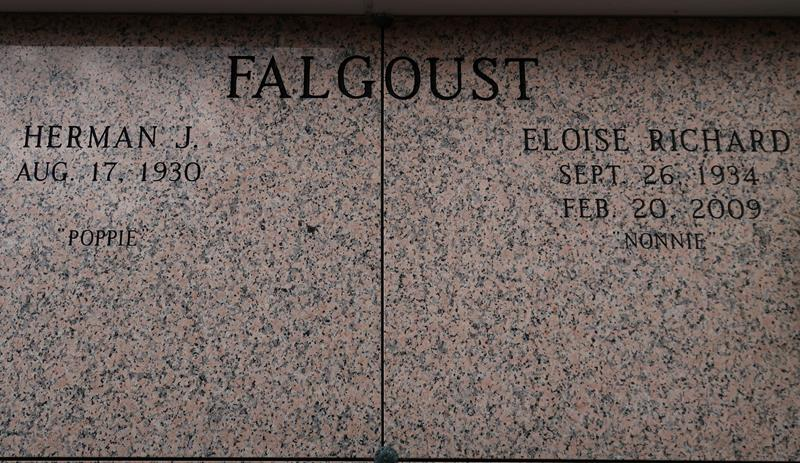 FALGOUST
HERMAN J.
AUG. 17, 1930
"POPPIE"
ELOISE RICHARD
SEPT. 26, 1934
FEB. 20, 2009
"NONNIE"